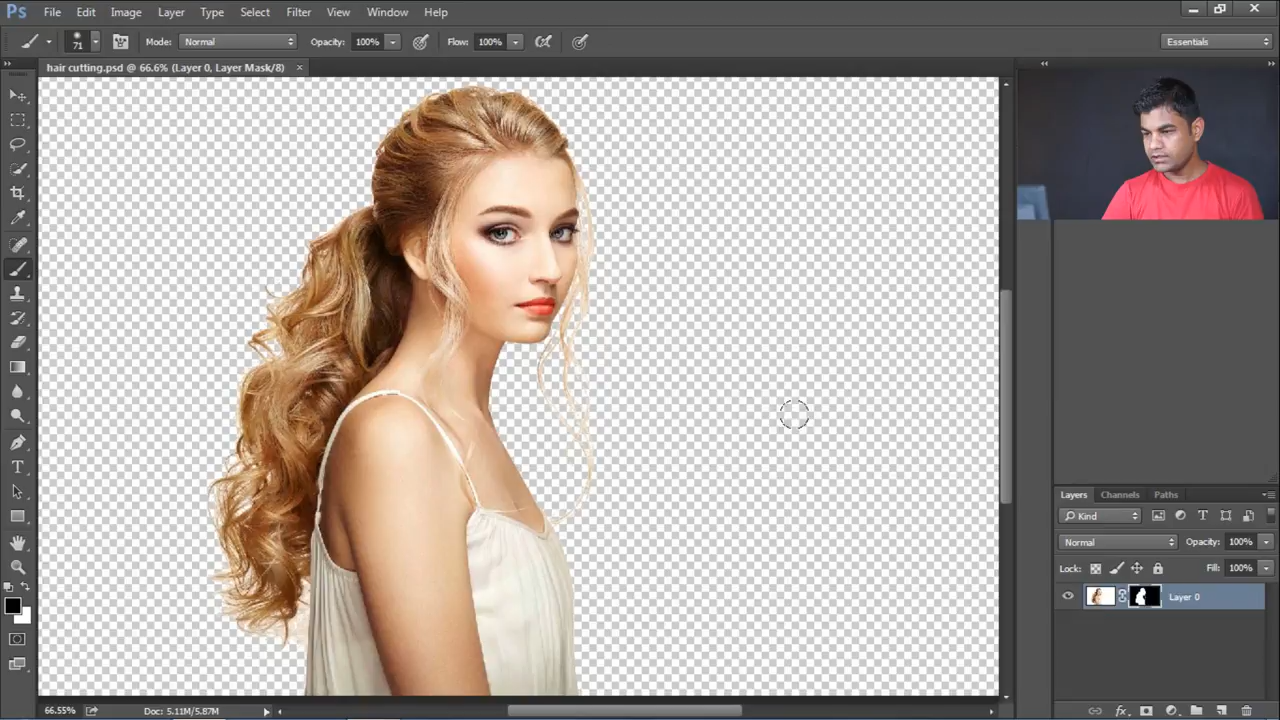 Ps File Edit Image Layer Type Select Filter View Window Help
71 Mode: Normal Opacity: 100% Flow: 100% Essentials
hair cutting.psd @ 66.6% (Layer 0, Layer Mask/8) ×
Layers Channels Paths
Kind
Normal Opacity: 100%
Lock: Fill: 100%
Layer 0
66.55% Doc: 5.11M/5.87M